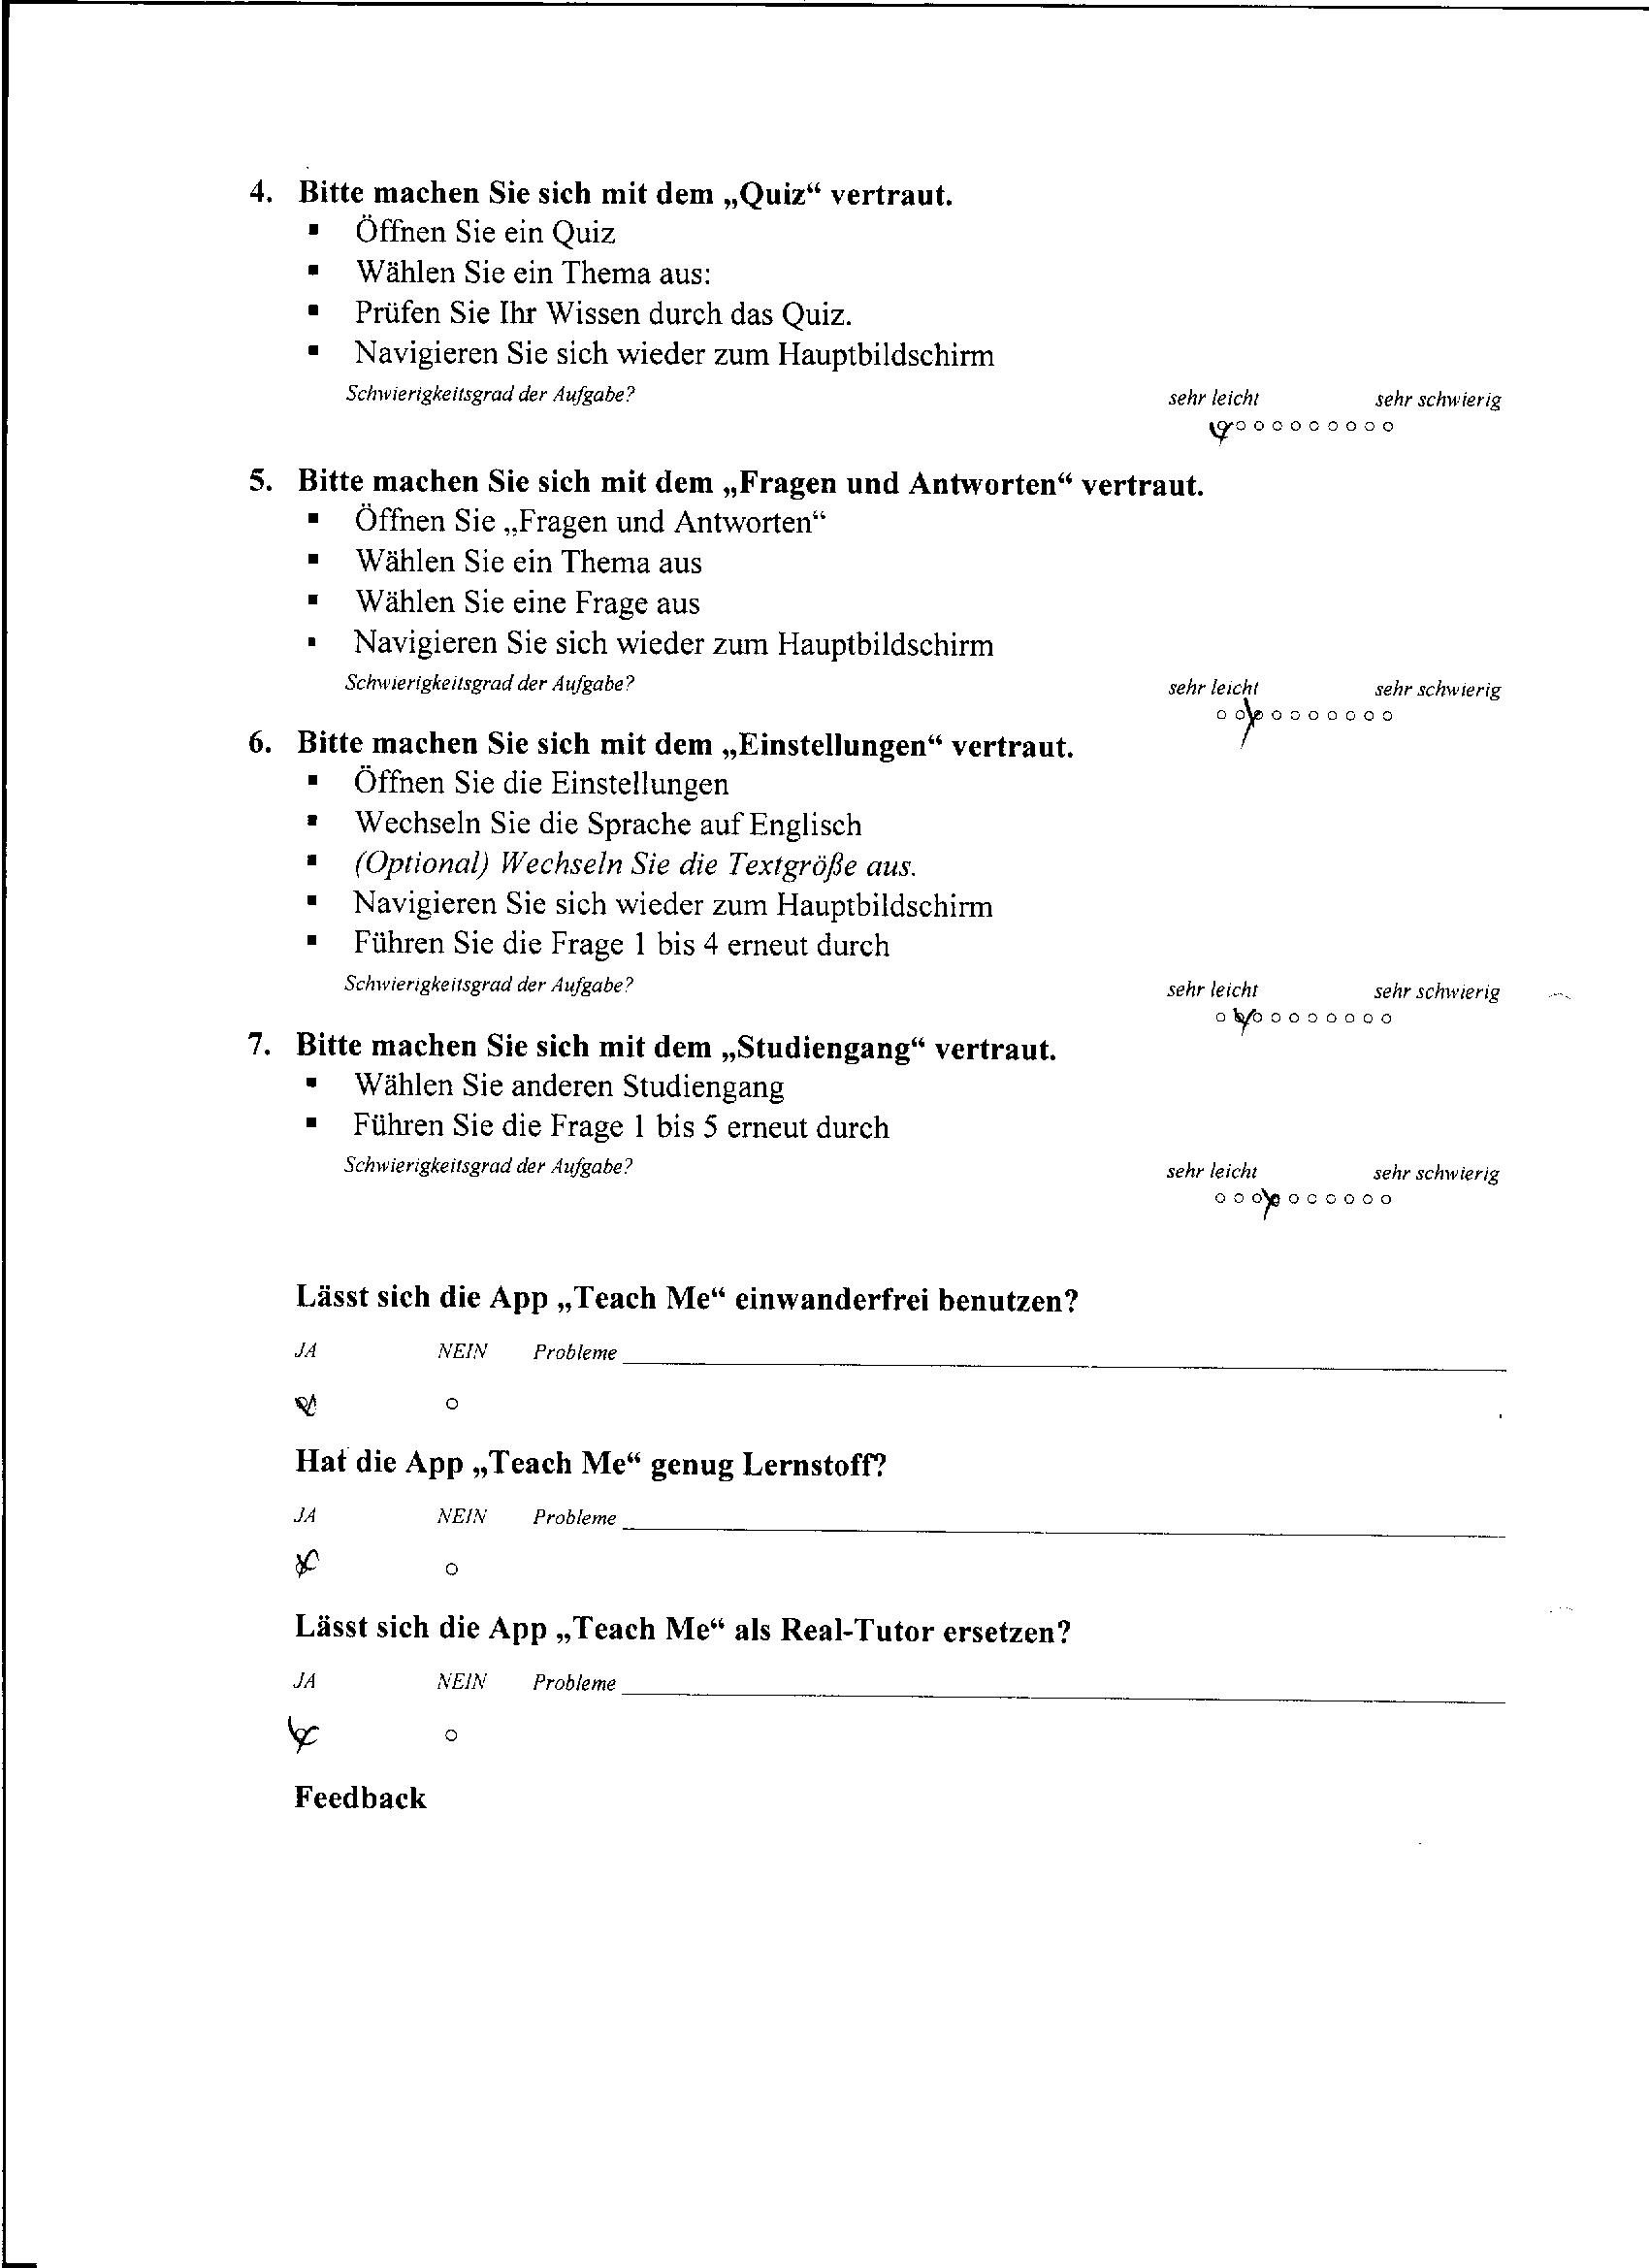 4. Bitte machen Sie sich mit dem „Quiz“ vertraut.
▪ Öffnen Sie ein Quiz
▪ Wählen Sie ein Thema aus:
▪ Prüfen Sie Ihr Wissen durch das Quiz.
▪ Navigieren Sie sich wieder zum Hauptbildschirm
Schwierigkeitsgrad der Aufgabe? sehr leicht sehr schwierig
5. Bitte machen Sie sich mit dem „Fragen und Antworten“ vertraut.
▪ Öffnen Sie „Fragen und Antworten“
▪ Wählen Sie ein Thema aus
▪ Wählen Sie eine Frage aus
▪ Navigieren Sie sich wieder zum Hauptbildschirm
Schwierigkeitsgrad der Aufgabe? sehr leicht sehr schwierig
6. Bitte machen Sie sich mit dem „Einstellungen“ vertraut.
▪ Öffnen Sie die Einstellungen
▪ Wechseln Sie die Sprache auf Englisch
▪ (Optional) Wechseln Sie die Textgröße aus.
▪ Navigieren Sie sich wieder zum Hauptbildschirm
▪ Führen Sie die Frage 1 bis 4 erneut durch
Schwierigkeitsgrad der Aufgabe? sehr leicht sehr schwierig
7. Bitte machen Sie sich mit dem „Studiengang“ vertraut.
▪ Wählen Sie anderen Studiengang
▪ Führen Sie die Frage 1 bis 5 erneut durch
Schwierigkeitsgrad der Aufgabe? sehr leicht sehr schwierig
Lässt sich die App „Teach Me“ einwanderfrei benutzen?
JA NEIN Probleme
Hat die App „Teach Me“ genug Lernstoff?
JA NEIN Probleme
Lässt sich die App „Teach Me“ als Real-Tutor ersetzen?
JA NEIN Probleme
Feedback